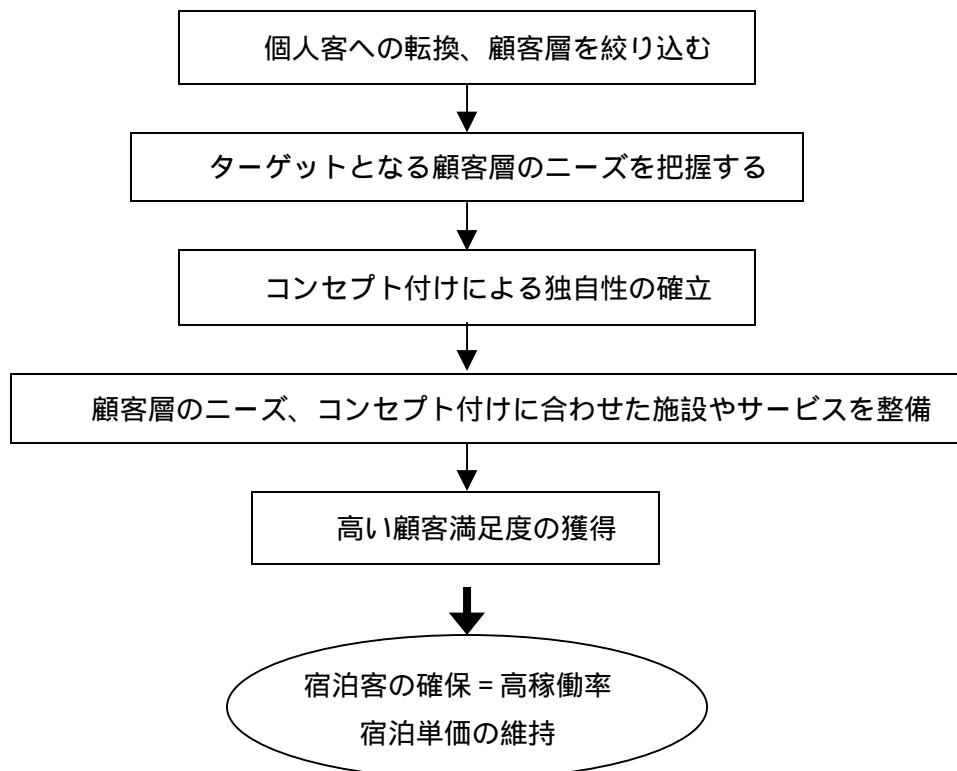 個人客への転換、顧客層を絞り込む
ターゲットとなる顧客層のニーズを把握する
コンセプト付けによる独自性の確立
顧客層のニーズ、コンセプト付けに合わせた施設やサービスを整備
高い顧客満足度の獲得
宿泊客の確保＝高稼働率
宿泊単価の維持